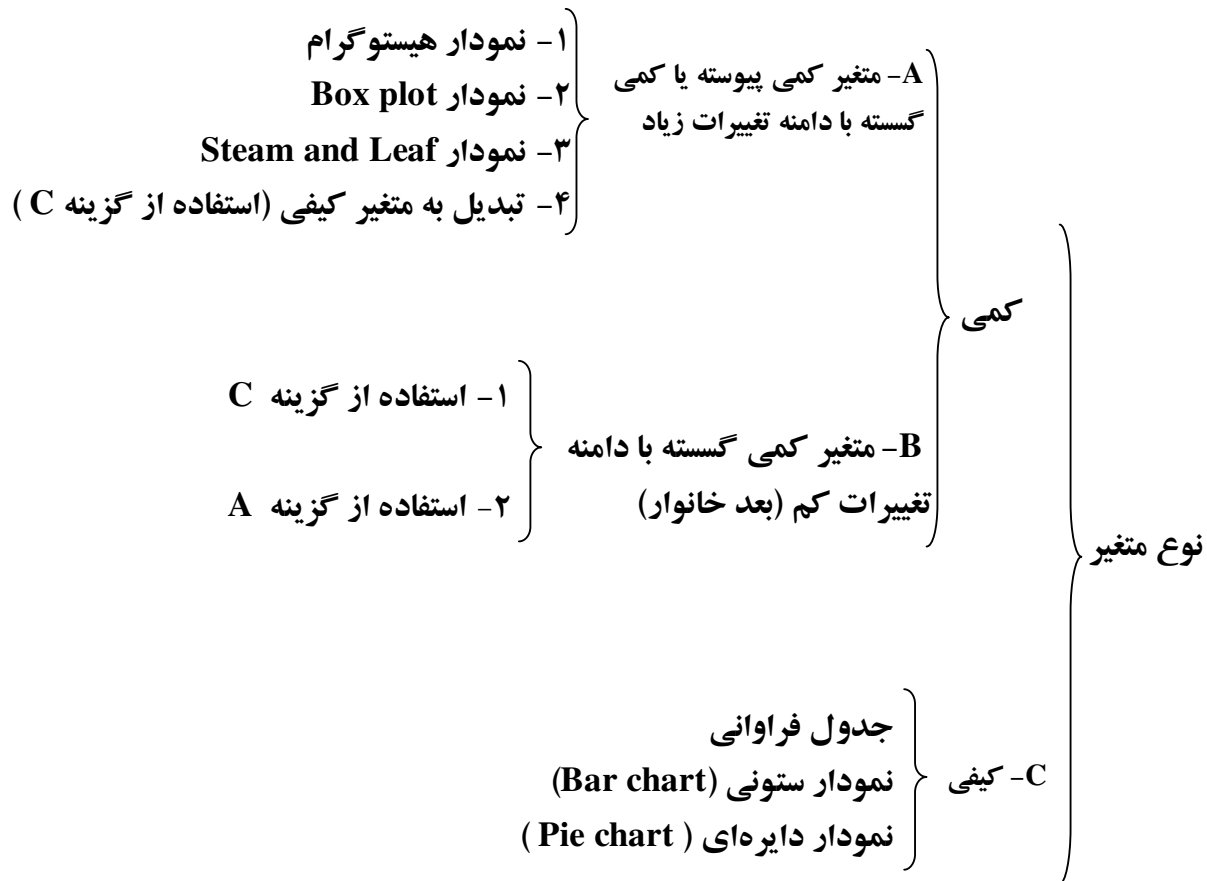 نوع متغیر
کمی
A- متغیر کمی پیوسته یا کمی
گسسته با دامنه تغییرات زیاد
۱- نمودار هیستوگرام
۲- نمودار Box plot
۳- نمودار Steam and Leaf
۴- تبدیل به متغیر کیفی (استفاده از گزینه C )
B- متغیر کمی گسسته با دامنه
تغییرات کم (بعد خانوار)
۱- استفاده از گزینه C
۲- استفاده از گزینه A
C- کیفی
جدول فراوانی
نمودار ستونی (Bar chart)
نمودار دایره‌ای ( Pie chart )